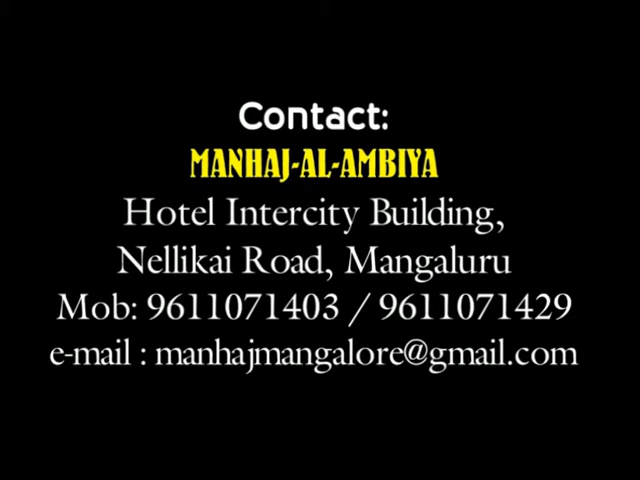 Contact:
MANHAJ-AL-AMBIYA
Hotel Intercity Building,
Nellikai Road, Mangaluru
Mob: 9611071403 / 9611071429
e-mail : manhajmangalore@gmail.com